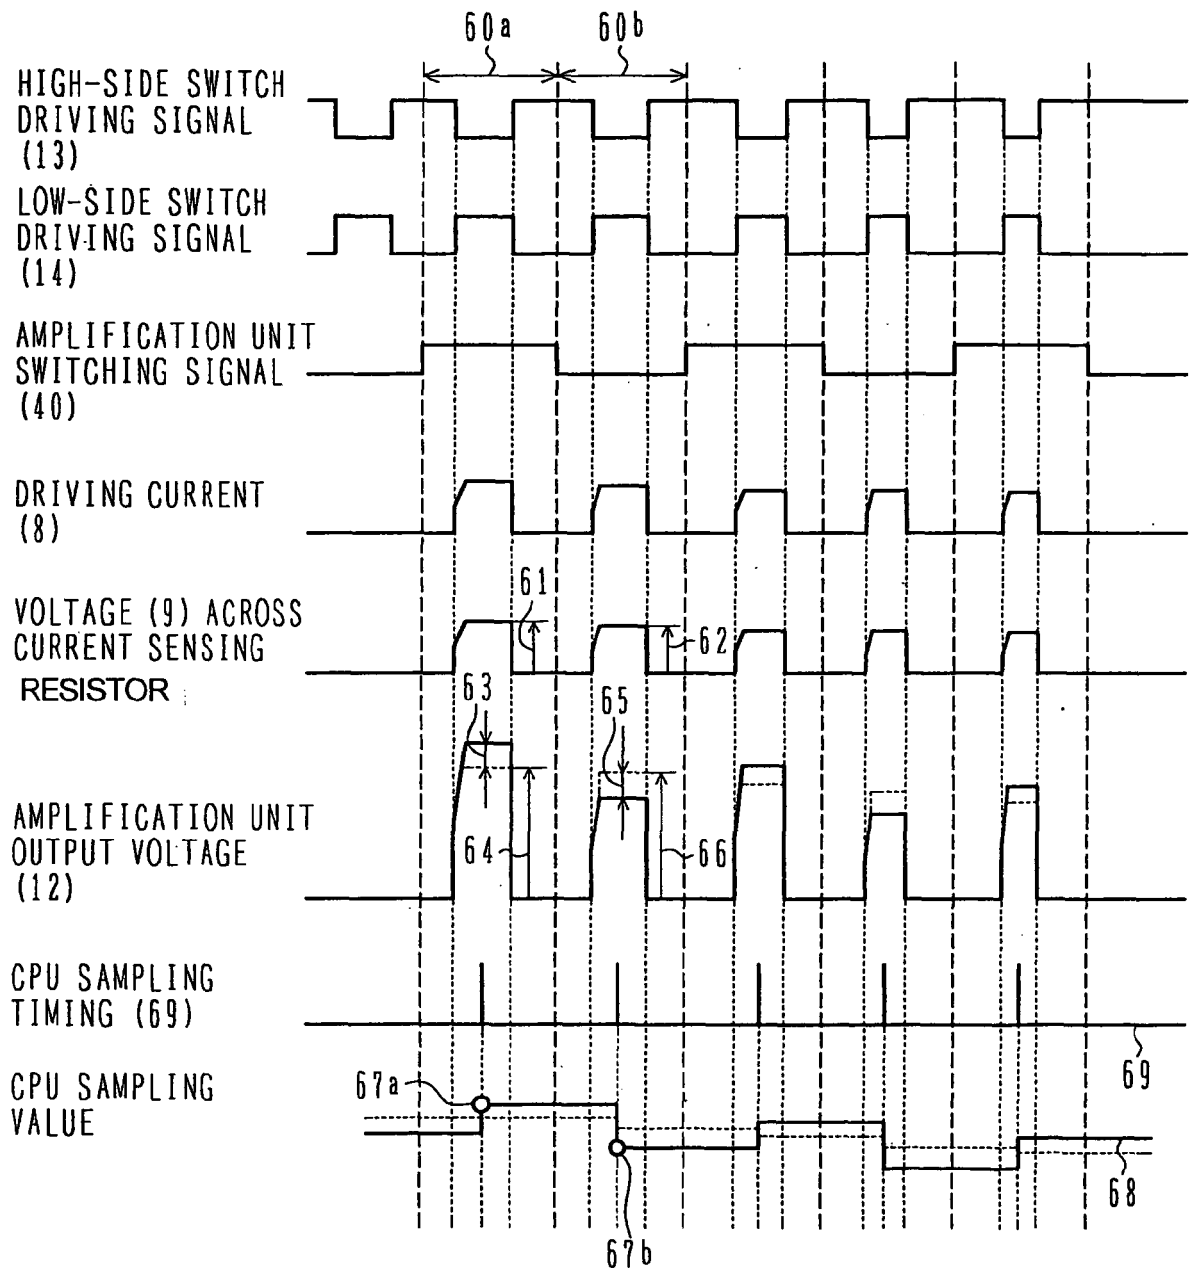 60a
60b
HIGH-SIDE SWITCH
DRIVING SIGNAL
(13)
LOW-SIDE SWITCH
DRIVING SIGNAL
(14)
AMPLIFICATION UNIT
SWITCHING SIGNAL
(40)
DRIVING CURRENT
(8)
61
VOLTAGE (9) ACROSS
CURRENT SENSING
RESISTOR
62
63
65
AMPLIFICATION UNIT
OUTPUT VOLTAGE
(12)
64
66
CPU SAMPLING
TIMING (69)
69
CPU SAMPLING
VALUE
67a
68
67b